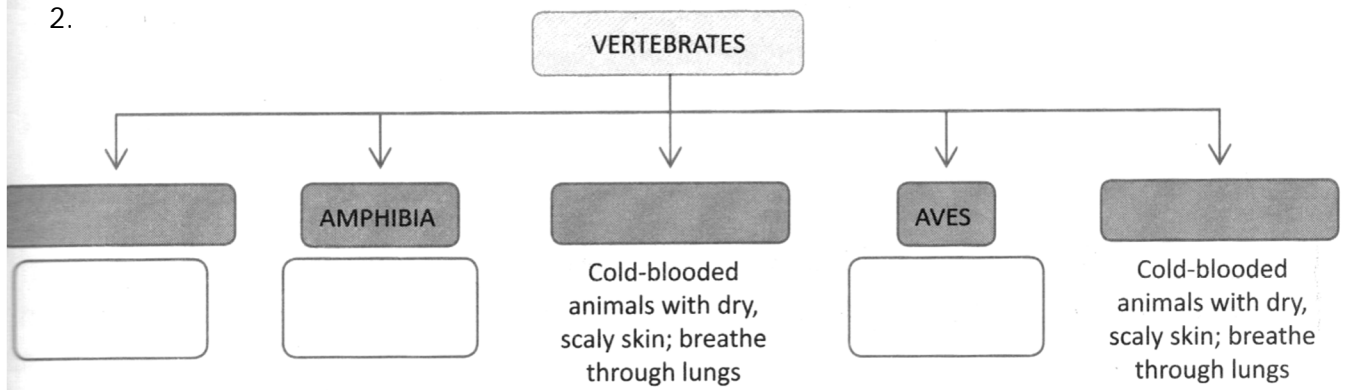 2.
VERTEBRATES
AMPHIBIA
AVES
Cold-blooded
animals with dry,
scaly skin; breathe
through lungs
Cold-blooded
animals with dry,
scaly skin; breathe
through lungs